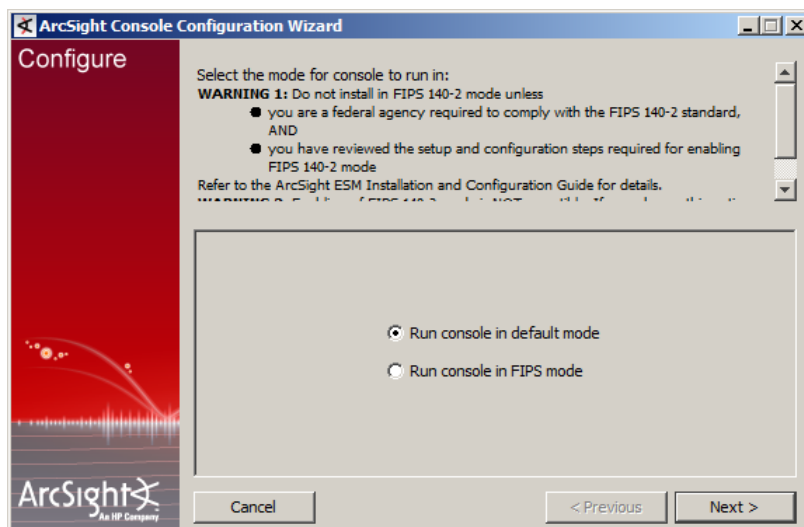 ArcSight Console Configuration Wizard
Configure
Select the mode for console to run in:
WARNING 1: Do not install in FIPS 140-2 mode unless
you are a federal agency required to comply with the FIPS 140-2 standard,
AND
you have reviewed the setup and configuration steps required for enabling
FIPS 140-2 mode
Refer to the ArcSight ESM Installation and Configuration Guide for details.
Run console in default mode
Run console in FIPS mode
ArcSight
An HP Company
Cancel
< Previous
Next >